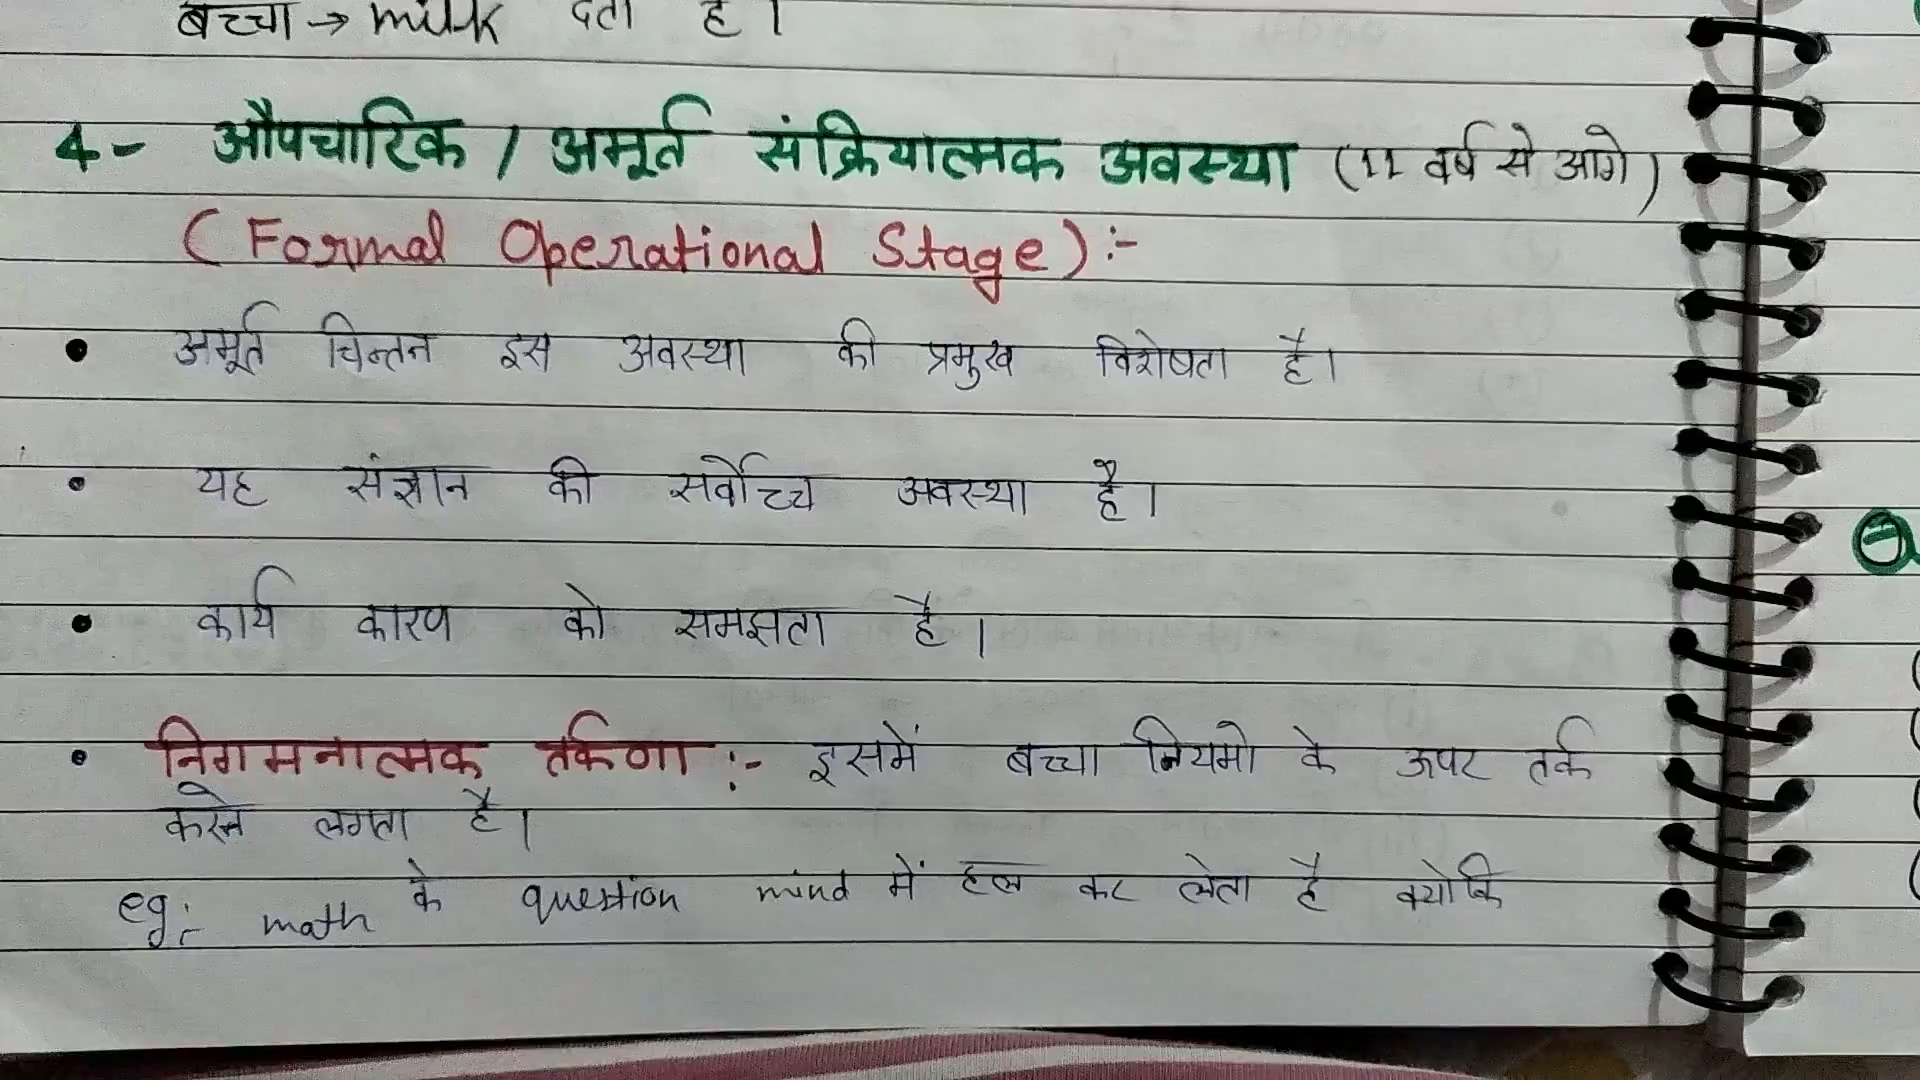 बच्चा → milk देता है।
4- औपचारिक / अमूर्त संक्रियात्मक अवस्था (11 वर्ष से आगे)
(Formal Operational Stage) :-
• अमूर्त चिन्तन इस अवस्था की प्रमुख विशेषता है।
• यह संज्ञान की सर्वोच्च अवस्था है।
• कार्य कारण को समझता है।
• निगमनात्मक तर्कणा :- इसमें बच्चा नियमो के ऊपर तर्क
करने लगता है।
eg:- math के question mind में हल कर लेता है क्योकि